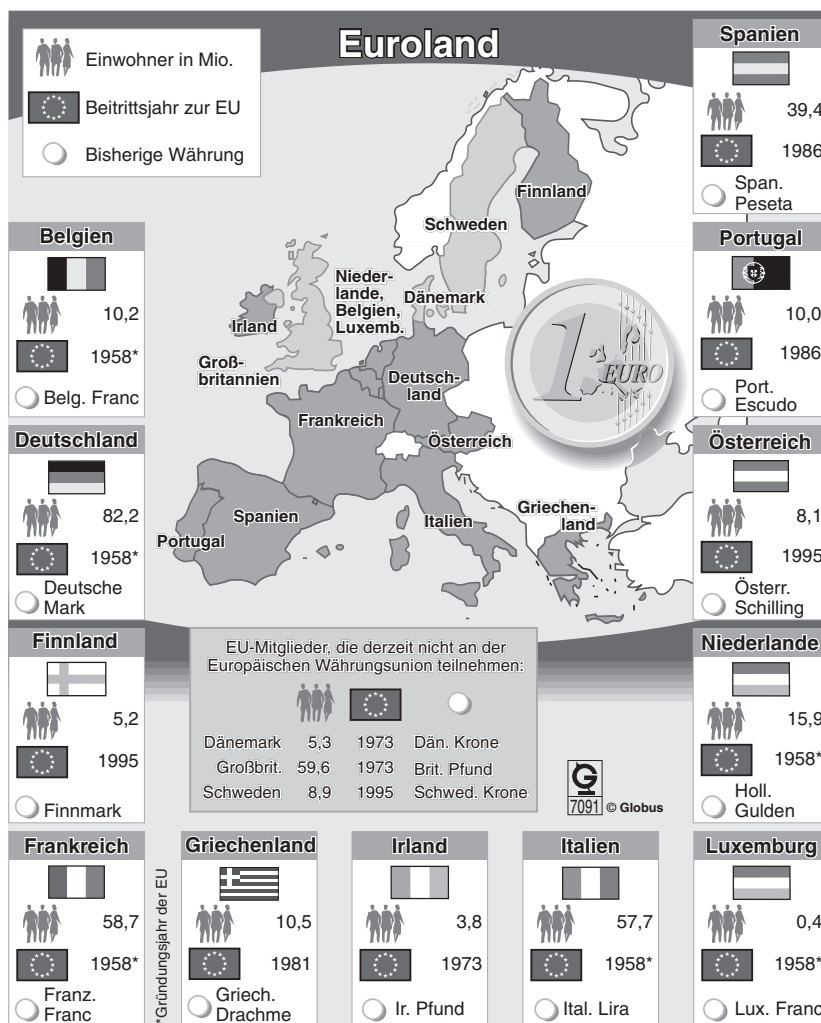 Euroland
Einwohner in Mio.
Beitrittsjahr zur EU
Bisherige Währung
Spanien
39,4
1986
Span.
Peseta
Finnland
Schweden
Nieder-
lande,
Belgien,
Luxemb.
Dänemark
Irland
Groß-
britannien
Deutsch-
land
Frankreich
Österreich
Spanien
Portugal
Italien
Griechen-
land
1
EURO
Belgien
10,2
1958*
Belg. Franc
Portugal
10,0
1986
Port.
Escudo
Deutschland
82,2
1958*
Deutsche
Mark
Österreich
8,1
1995
Österr.
Schilling
Finnland
5,2
1995
Finnmark
EU-Mitglieder, die derzeit nicht an der
Europäischen Währungsunion teilnehmen:
Dänemark 5,3 1973 Dän. Krone
Großbrit. 59,6 1973 Brit. Pfund
Schweden 8,9 1995 Schwed. Krone
G
7091 © Globus
Niederlande
15,9
1958*
Holl.
Gulden
Frankreich
58,7
1958*
Franz.
Franc
*Gründungsjahr der EU
Griechenland
10,5
1981
Griech.
Drachme
Irland
3,8
1973
Ir. Pfund
Italien
57,7
1958*
Ital. Lira
Luxemburg
0,4
1958*
Lux. Franc